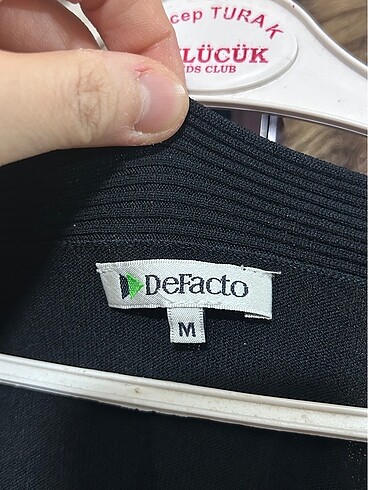 cep TURAK
LÜCÜK
DS CLUB
DeFacto
M